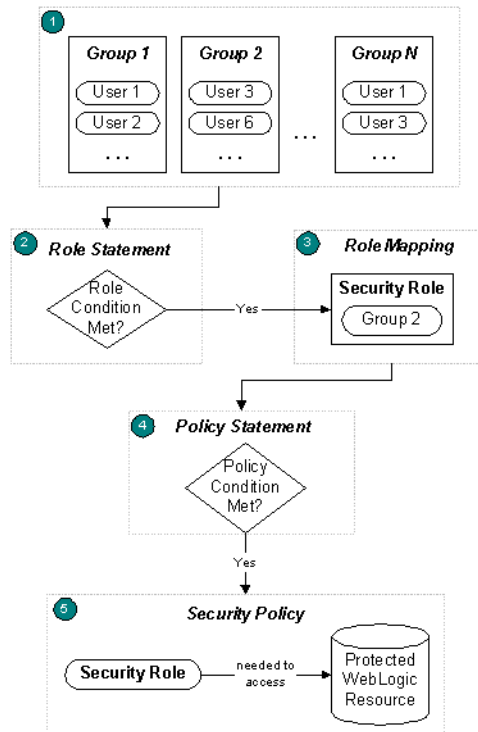 1
Group 1
Group 2
Group N
User 1
User 3
User 1
User 2
User 6
User 3
...
...
...
...
2
Role Statement
3
Role Mapping
Role
Condition
Met?
Yes
Security Role
Group 2
4
Policy Statement
Policy
Condition
Met?
Yes
5
Security Policy
Security Role
needed to
access
Protected
WebLogic
Resource